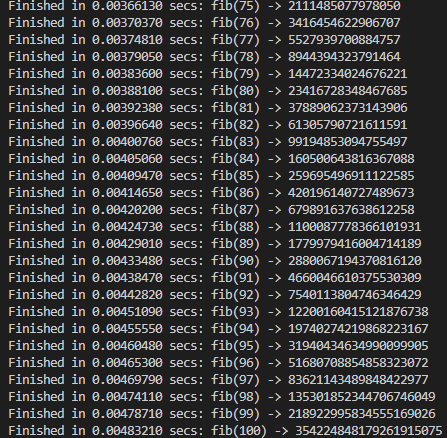 Finished in 0.00366130 secs: fib(75) -> 2111485077978050
Finished in 0.00370370 secs: fib(76) -> 3416454622906707
Finished in 0.00374810 secs: fib(77) -> 5527939700884757
Finished in 0.00379050 secs: fib(78) -> 8944394323791464
Finished in 0.00383600 secs: fib(79) -> 14472334024676221
Finished in 0.00388100 secs: fib(80) -> 23416728348467685
Finished in 0.00392380 secs: fib(81) -> 37889062373143906
Finished in 0.00396640 secs: fib(82) -> 61305790721611591
Finished in 0.00400760 secs: fib(83) -> 99194853094755497
Finished in 0.00405060 secs: fib(84) -> 160500643816367088
Finished in 0.00409470 secs: fib(85) -> 259695496911122585
Finished in 0.00414650 secs: fib(86) -> 420196140727489673
Finished in 0.00420200 secs: fib(87) -> 679891637638612258
Finished in 0.00424730 secs: fib(88) -> 1100087778366101931
Finished in 0.00429010 secs: fib(89) -> 1779979416004714189
Finished in 0.00433480 secs: fib(90) -> 2880067194370816120
Finished in 0.00438470 secs: fib(91) -> 4660046610375530309
Finished in 0.00442820 secs: fib(92) -> 7540113804746346429
Finished in 0.00451090 secs: fib(93) -> 12200160415121876738
Finished in 0.00455550 secs: fib(94) -> 19740274219868223167
Finished in 0.00460480 secs: fib(95) -> 31940434634990099905
Finished in 0.00465300 secs: fib(96) -> 51680708854858323072
Finished in 0.00469790 secs: fib(97) -> 83621143489848422977
Finished in 0.00474110 secs: fib(98) -> 135301852344706746049
Finished in 0.00478710 secs: fib(99) -> 218922995834555169026
Finished in 0.00483210 secs: fib(100) -> 354224848179261915075